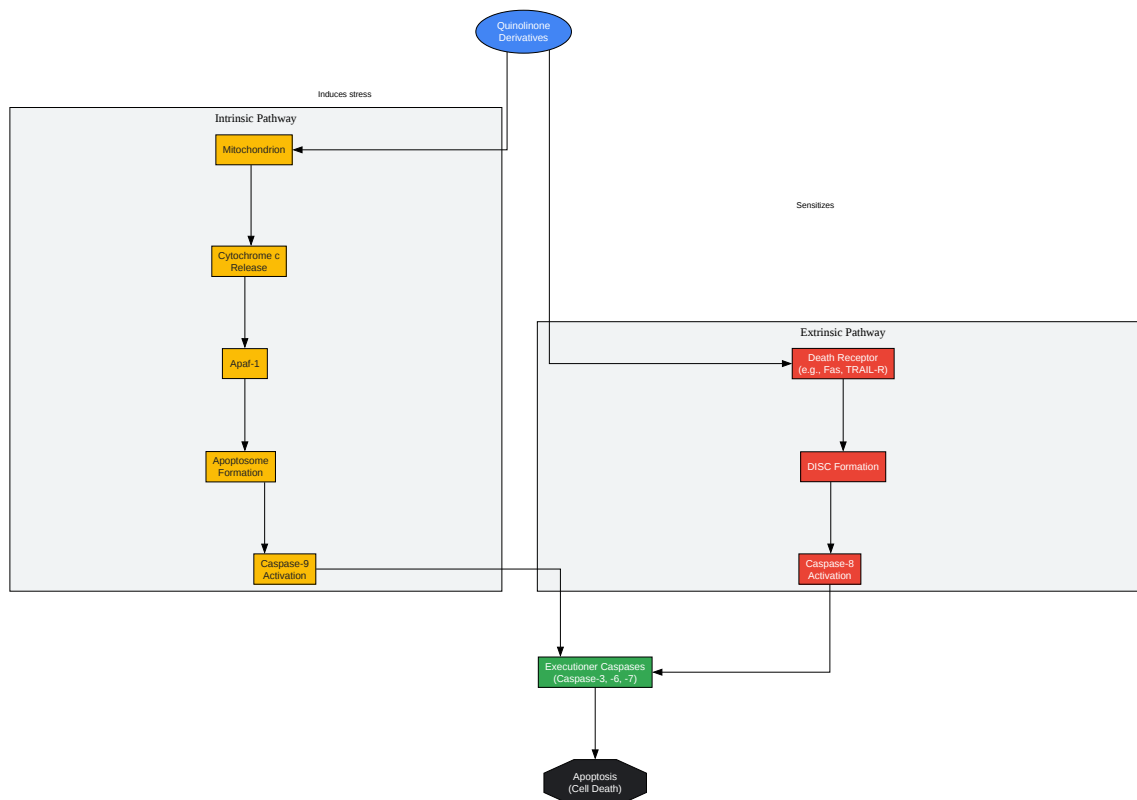 Quinolinone
Derivatives
Induces stress
Intrinsic Pathway
Mitochondrion
Cytochrome c
Release
Apaf-1
Apoptosome
Formation
Caspase-9
Activation
Sensitizes
Extrinsic Pathway
Death Receptor
(e.g., Fas, TRAIL-R)
DISC Formation
Caspase-8
Activation
Executioner Caspases
(Caspase-3, -6, -7)
Apoptosis
(Cell Death)